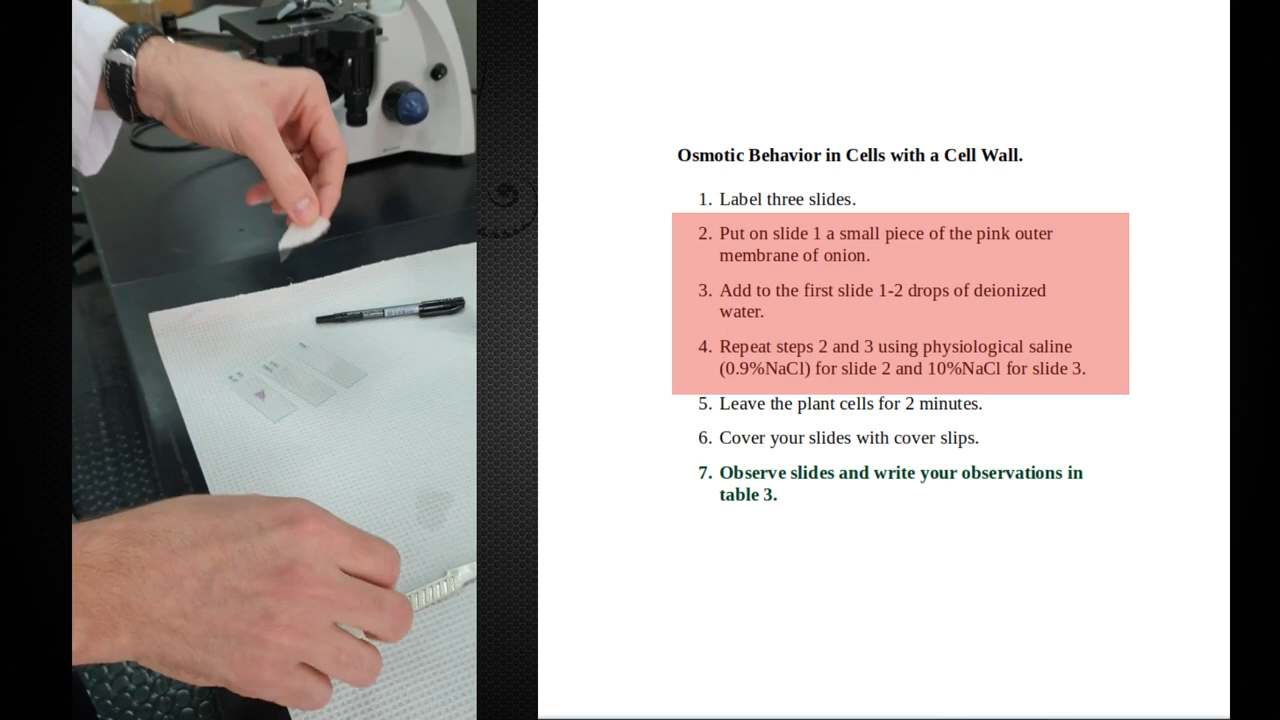 Osmotic Behavior in Cells with a Cell Wall.
1. Label three slides.
2. Put on slide 1 a small piece of the pink outer
membrane of onion.
3. Add to the first slide 1-2 drops of deionized
water.
4. Repeat steps 2 and 3 using physiological saline
(0.9%NaCl) for slide 2 and 10%NaCl for slide 3.
5. Leave the plant cells for 2 minutes.
6. Cover your slides with cover slips.
7. Observe slides and write your observations in
table 3.